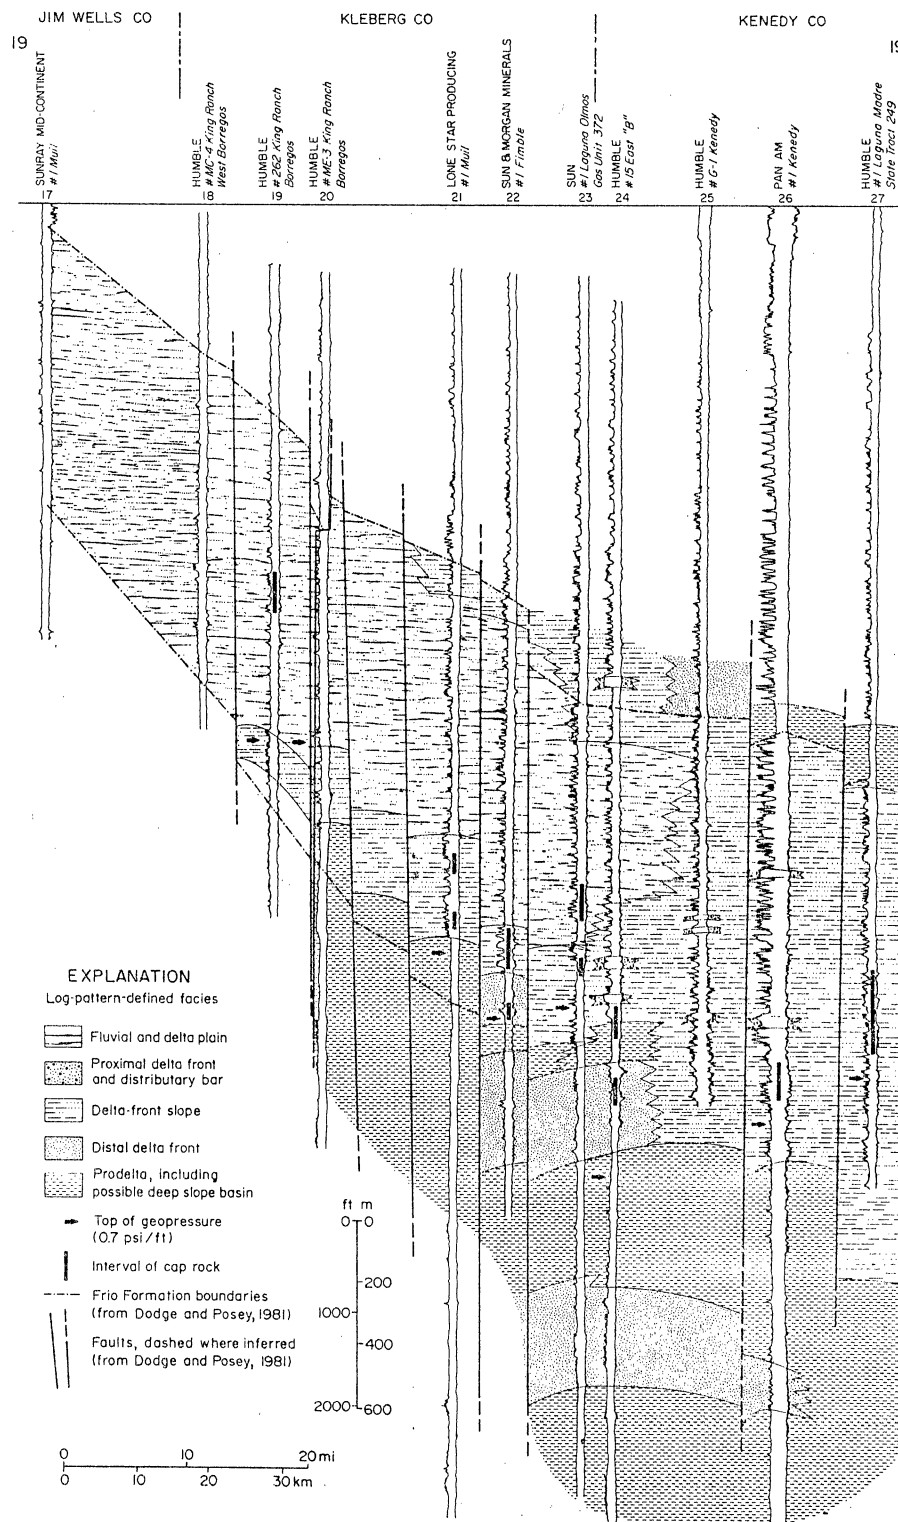 JIM WELLS CO
KLEBERG CO
KENEDY CO
19
19
SUNRAY MID-CONTINENT
#1 Muil
17
HUMBLE
#MC-4 King Ranch
West Borregos
18
HUMBLE
#262 King Ranch
Borregos
19
HUMBLE
#ME-3 King Ranch
Borregos
20
LONE STAR PRODUCING
#1 Muil
21
SUN & MORGAN MINERALS
#1 Fimble
22
SUN
#1 Laguna Olmos
Gas Unit 372
23
HUMBLE
#15 East "B"
24
HUMBLE
#G-1 Kenedy
25
PAN AM
#1 Kenedy
26
HUMBLE
#1 Laguna Madre
State Tract 249
27
EXPLANATION
Log-pattern-defined facies
Fluvial and delta plain
Proximal delta front
and distributary bar
Delta-front slope
Distal delta front
Prodelta, including
possible deep slope basin
Top of geopressure
(0.7 psi/ft)
Interval of cap rock
Frio Formation boundaries
(from Dodge and Posey, 1981)
Faults, dashed where inferred
(from Dodge and Posey, 1981)
ft m
0 0
200
1000
400
2000 600
0 10 20 mi
0 10 20 30 km